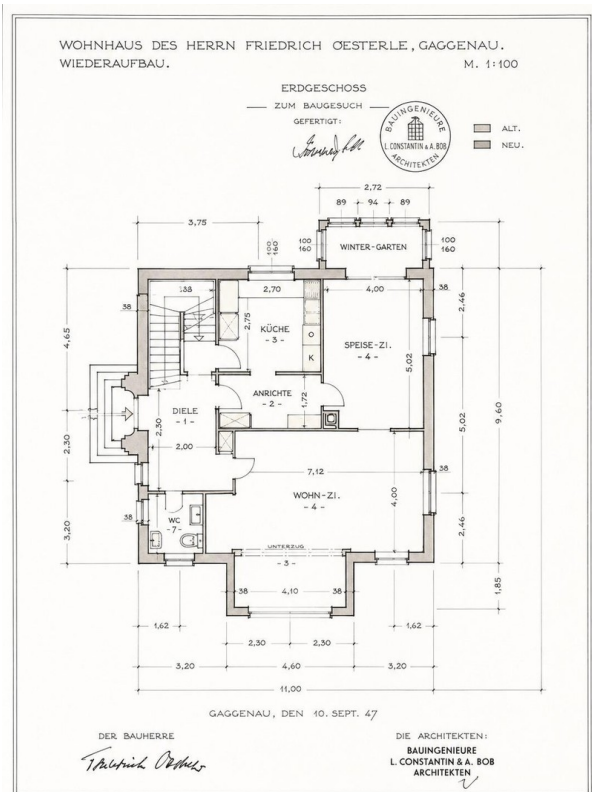 WOHNHAUS DES HERRN FRIEDRICH OESTERLE, GAGGENAU.
WIEDERAUFBAU.
M. 1:100
ERDGESCHOSS
ZUM BAUGESUCH
GEFERTIGT:
BAUINGENIEURE
L. CONSTANTIN & A. BOB
ARCHITEKTEN
ALT.
NEU.
2,72
89 94 89
3,75
100
160
WINTER-GARTEN
100
160
100
160
38
2,70
4,00
38
2,46
38
2,75
KÜCHE
- 3 -
O
K
SPEISE-ZI.
- 4 -
5,02
4,65
9,60
ANRICHTE
- 2 -
1,72
DIELE
- 1 -
2,30
2,00
5,02
2,30
7,12
38
WOHN-ZI.
- 4 -
4,00
38
WC
- 7 -
3,20
2,46
UNTERZUG
- 3 -
38 4,10 38
1,85
1,62
1,62
2,30 2,30
3,20 4,60 3,20
11,00
GAGGENAU, DEN 10. SEPT. 47
DER BAUHERRE
DIE ARCHITEKTEN:
BAUINGENIEURE
L. CONSTANTIN & A. BOB
ARCHITEKTEN